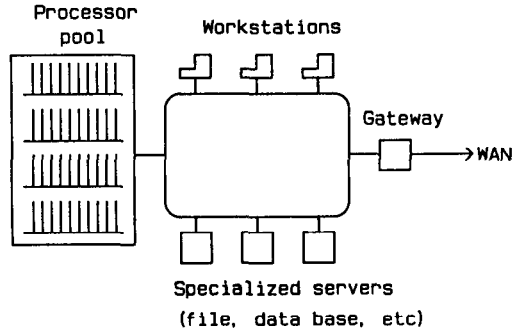 Processor
pool
Workstations
Gateway
WAN
Specialized servers
(file, data base, etc)